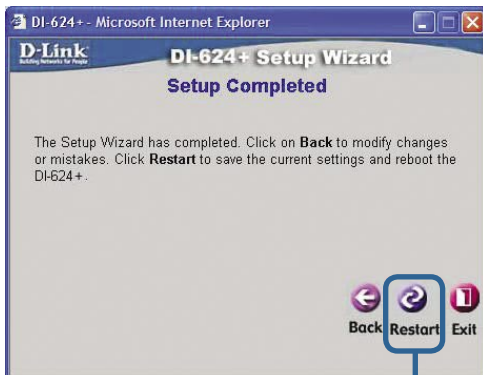 DI-624+ - Microsoft Internet Explorer
D-Link
Building Networks for People
DI-624+ Setup Wizard
Setup Completed
The Setup Wizard has completed. Click on Back to modify changes
or mistakes. Click Restart to save the current settings and reboot the
DI-624+.
Back Restart Exit